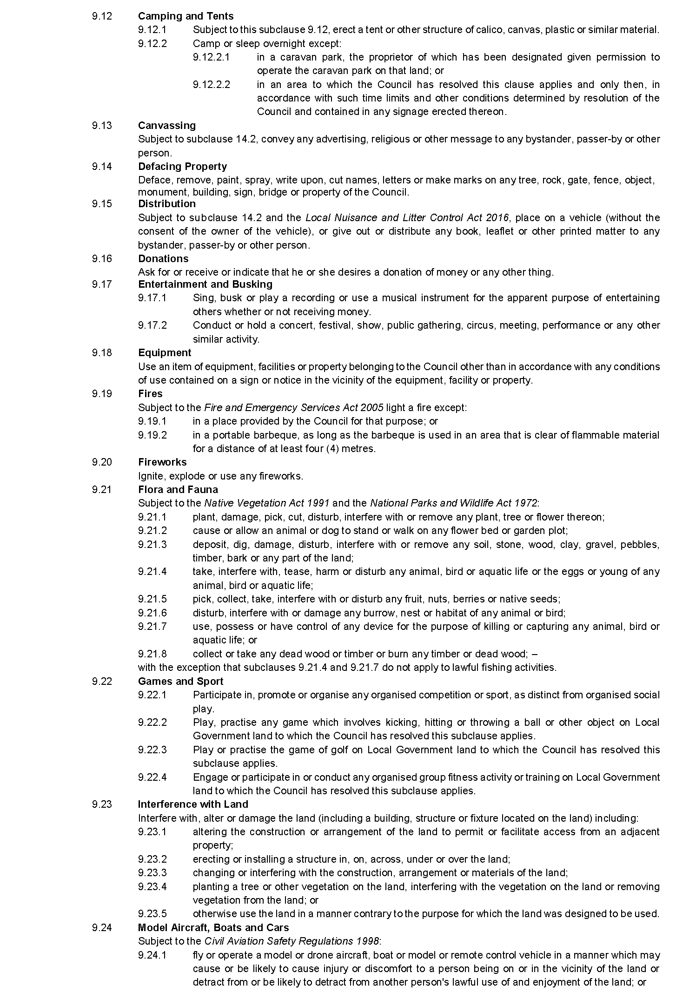 9.12 Camping and Tents
9.12.1 Subject to this subclause 9.12, erect a tent or other structure of calico, canvas, plastic or similar material.
9.12.2 Camp or sleep overnight except:
9.12.2.1 in a caravan park, the proprietor of which has been designated given permission to
operate the caravan park on that land; or
9.12.2.2 in an area to which the Council has resolved this clause applies and only then, in
accordance with such time limits and other conditions determined by resolution of the
Council and contained in any signage erected thereon.
9.13 Canvassing
Subject to subclause 14.2, convey any advertising, religious or other message to any bystander, passer-by or other
person.
9.14 Defacing Property
Deface, remove, paint, spray, write upon, cut names, letters or make marks on any tree, rock, gate, fence, object,
monument, building, sign, bridge or property of the Council.
9.15 Distribution
Subject to subclause 14.2 and the Local Nuisance and Litter Control Act 2016, place on a vehicle (without the
consent of the owner of the vehicle), or give out or distribute any book, leaflet or other printed matter to any
bystander, passer-by or other person.
9.16 Donations
Ask for or receive or indicate that he or she desires a donation of money or any other thing.
9.17 Entertainment and Busking
9.17.1 Sing, busk or play a recording or use a musical instrument for the apparent purpose of entertaining
others whether or not receiving money.
9.17.2 Conduct or hold a concert, festival, show, public gathering, circus, meeting, performance or any other
similar activity.
9.18 Equipment
Use an item of equipment, facilities or property belonging to the Council other than in accordance with any conditions
of use contained on a sign or notice in the vicinity of the equipment, facility or property.
9.19 Fires
Subject to the Fire and Emergency Services Act 2005 light a fire except:
9.19.1 in a place provided by the Council for that purpose; or
9.19.2 in a portable barbeque, as long as the barbeque is used in an area that is clear of flammable material
for a distance of at least four (4) metres.
9.20 Fireworks
Ignite, explode or use any fireworks.
9.21 Flora and Fauna
Subject to the Native Vegetation Act 1991 and the National Parks and Wildlife Act 1972:
9.21.1 plant, damage, pick, cut, disturb, interfere with or remove any plant, tree or flower thereon;
9.21.2 cause or allow an animal or dog to stand or walk on any flower bed or garden plot;
9.21.3 deposit, dig, damage, disturb, interfere with or remove any soil, stone, wood, clay, gravel, pebbles,
timber, bark or any part of the land;
9.21.4 take, interfere with, tease, harm or disturb any animal, bird or aquatic life or the eggs or young of any
animal, bird or aquatic life;
9.21.5 pick, collect, take, interfere with or disturb any fruit, nuts, berries or native seeds;
9.21.6 disturb, interfere with or damage any burrow, nest or habitat of any animal or bird;
9.21.7 use, possess or have control of any device for the purpose of killing or capturing any animal, bird or
aquatic life; or
9.21.8 collect or take any dead wood or timber or burn any timber or dead wood; –
with the exception that subclauses 9.21.4 and 9.21.7 do not apply to lawful fishing activities.
9.22 Games and Sport
9.22.1 Participate in, promote or organise any organised competition or sport, as distinct from organised social
play.
9.22.2 Play, practise any game which involves kicking, hitting or throwing a ball or other object on Local
Government land to which the Council has resolved this subclause applies.
9.22.3 Play or practise the game of golf on Local Government land to which the Council has resolved this
subclause applies.
9.22.4 Engage or participate in or conduct any organised group fitness activity or training on Local Government
land to which the Council has resolved this subclause applies.
9.23 Interference with Land
Interfere with, alter or damage the land (including a building, structure or fixture located on the land) including:
9.23.1 altering the construction or arrangement of the land to permit or facilitate access from an adjacent
property;
9.23.2 erecting or installing a structure in, on, across, under or over the land;
9.23.3 changing or interfering with the construction, arrangement or materials of the land;
9.23.4 planting a tree or other vegetation on the land, interfering with the vegetation on the land or removing
vegetation from the land; or
9.23.5 otherwise use the land in a manner contrary to the purpose for which the land was designed to be used.
9.24 Model Aircraft, Boats and Cars
Subject to the Civil Aviation Safety Regulations 1998:
9.24.1 fly or operate a model or drone aircraft, boat or model or remote control vehicle in a manner which may
cause or be likely to cause injury or discomfort to a person being on or in the vicinity of the land or
detract from or be likely to detract from another person's lawful use of and enjoyment of the land; or